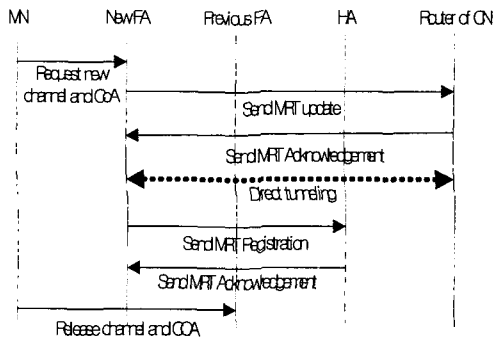 MN New FA Previous FA HA Router of CN
Request new
channel and CoA
Send MRT update
Send MRT Acknowledgement
Direct tunneling
Send MRT Registration
Send MRT Acknowledgement
Release channel and COA